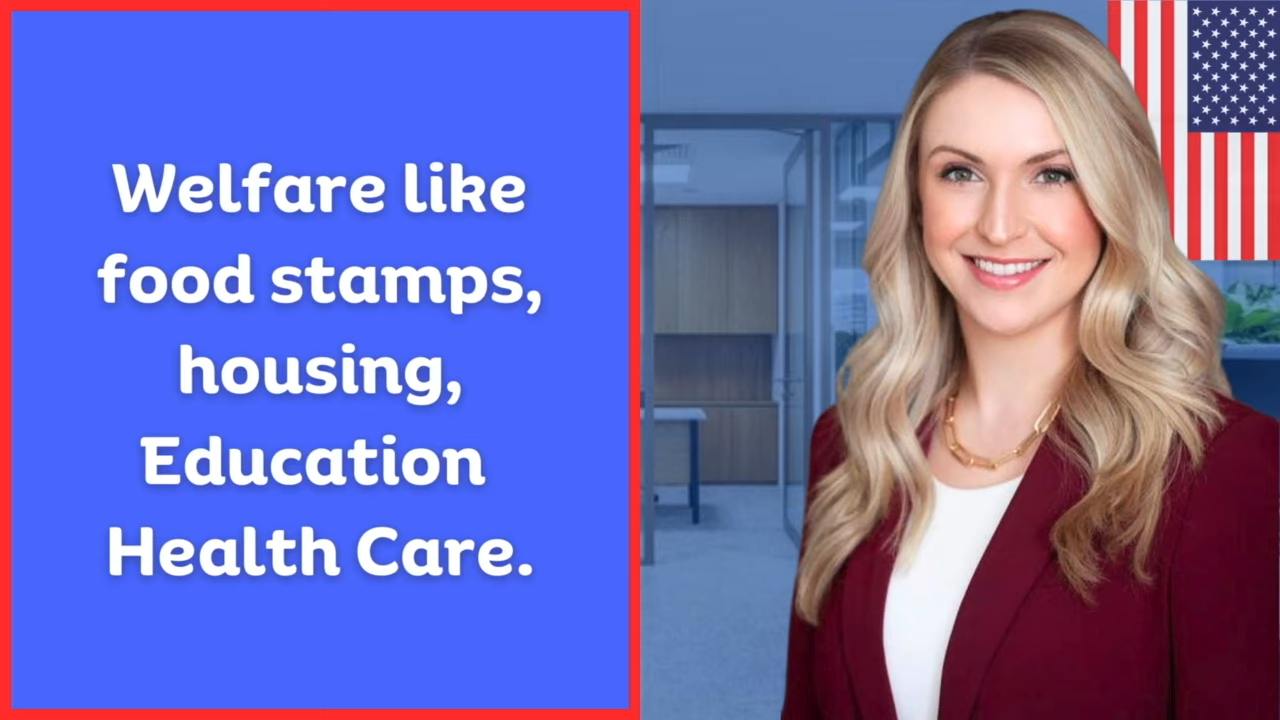 Welfare like
food stamps,
housing,
Education
Health Care.